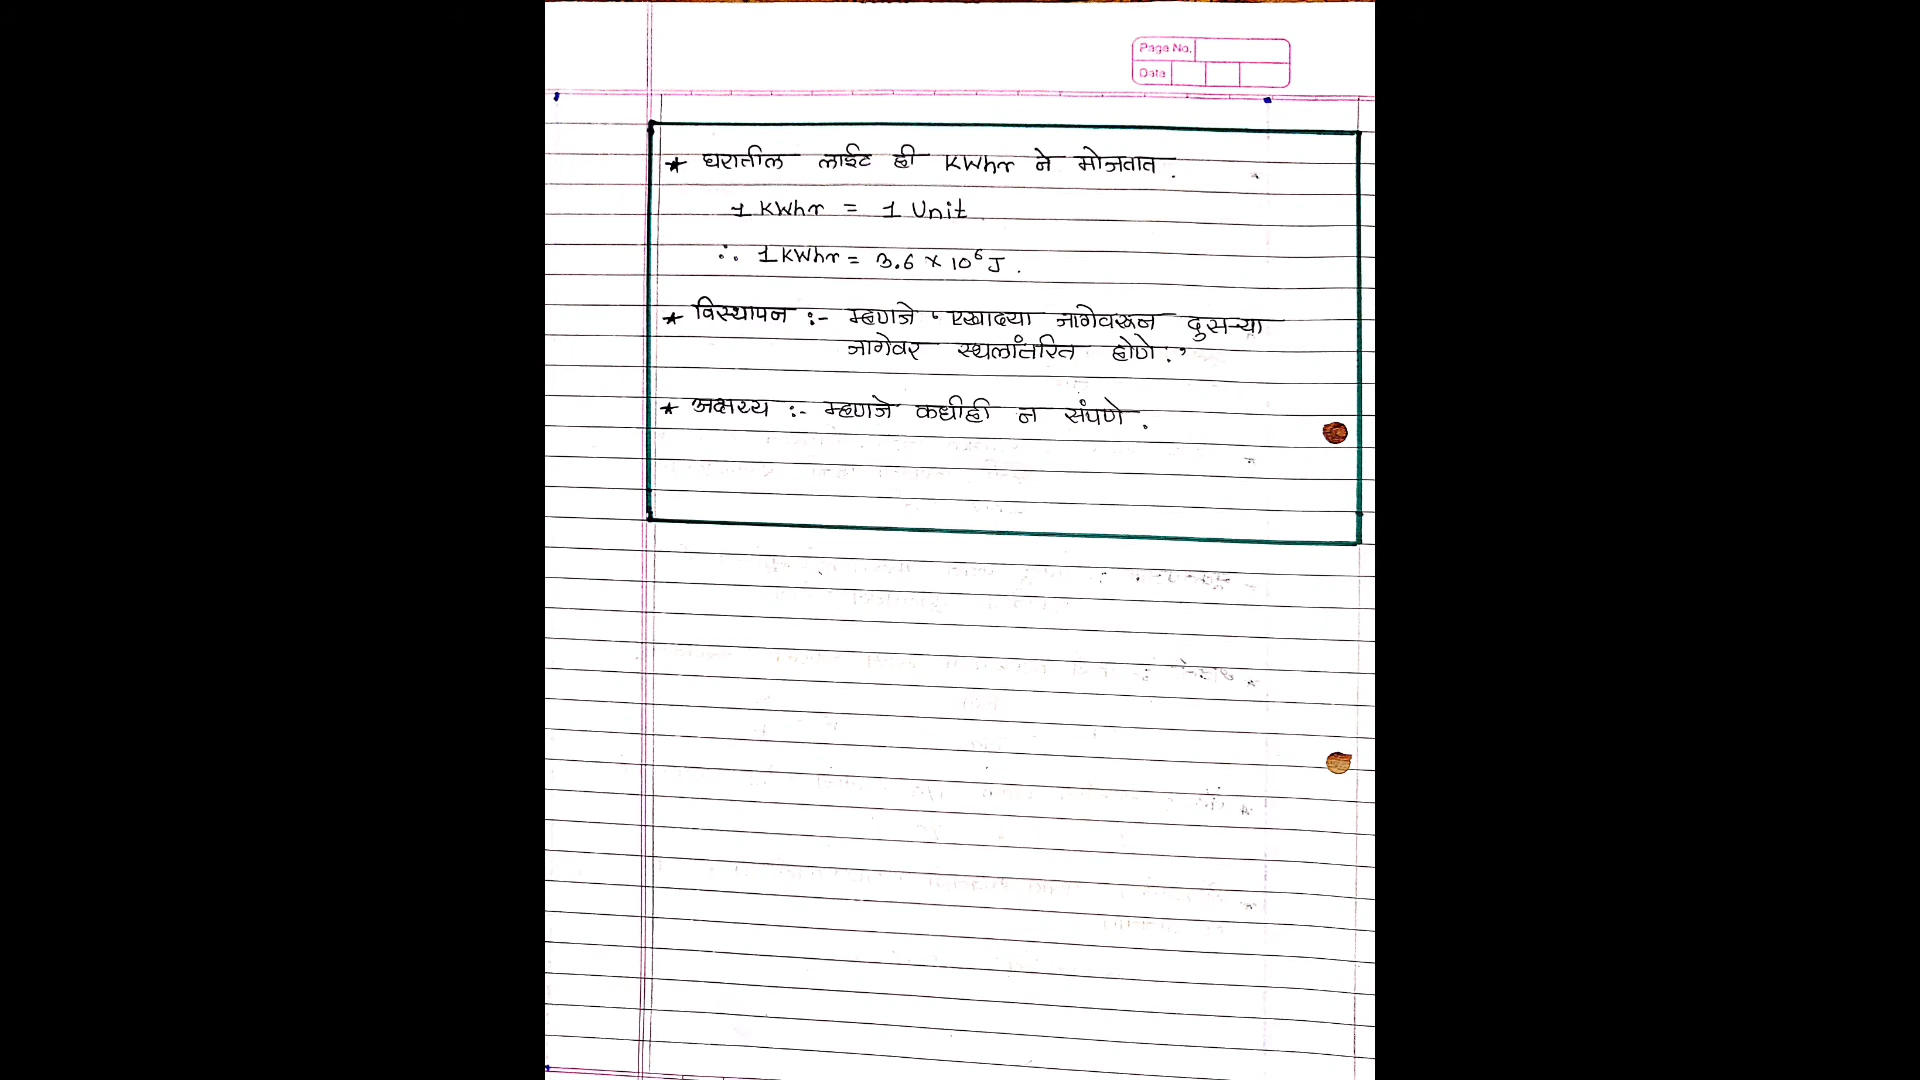 Page No.
Date
★ घरातील लाईट ही KWhr ने मोजतात.
1 KWhr = 1 Unit
∴ 1 KWhr = 3.6 × 10⁶ J.
★ विस्थापन :- म्हणजे ' एखादया जागेवरून दुसऱ्या
जागेवर स्थलांतरित होणे.'
★ अक्षय्य :- म्हणजे कधीही न संपणे.